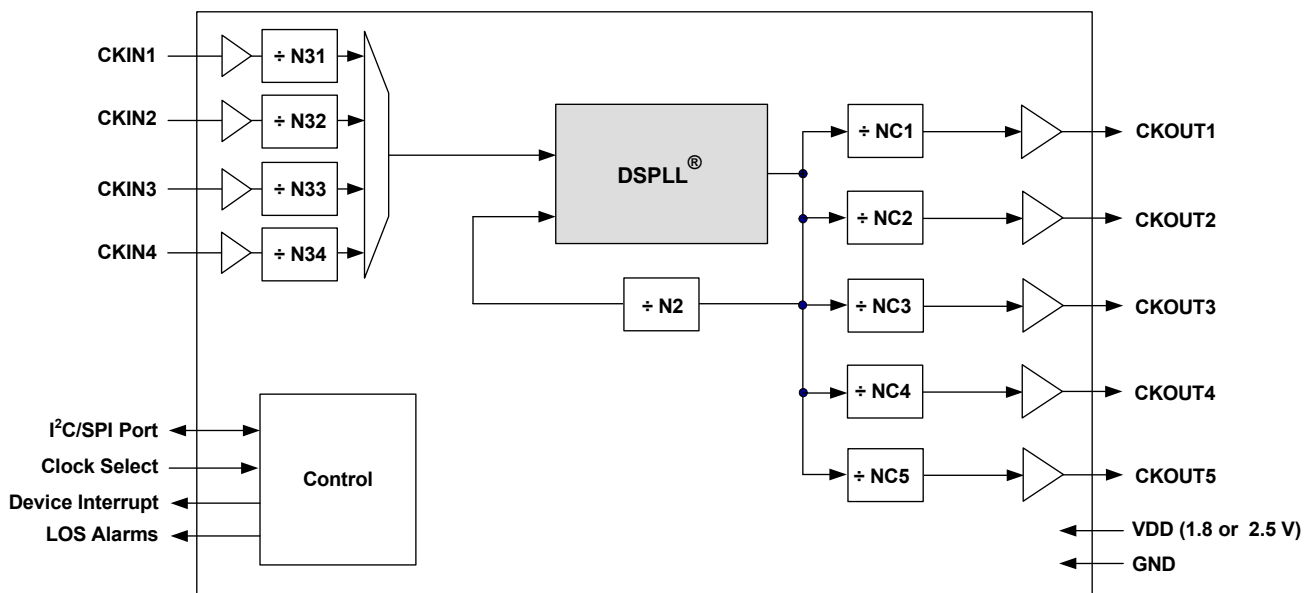 CKIN1
÷ N31
CKIN2
÷ N32
CKIN3
÷ N33
CKIN4
÷ N34
DSPLL®
÷ N2
÷ NC1
CKOUT1
÷ NC2
CKOUT2
÷ NC3
CKOUT3
÷ NC4
CKOUT4
÷ NC5
CKOUT5
I²C/SPI Port
Clock Select
Device Interrupt
LOS Alarms
Control
VDD (1.8 or 2.5 V)
GND